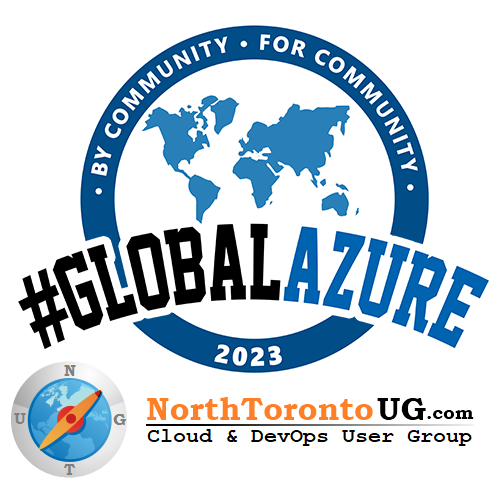 • BY COMMUNITY • FOR COMMUNITY •
#GLOBALAZURE
2023
N
U G
T
NorthTorontoUG.com
Cloud & DevOps User Group